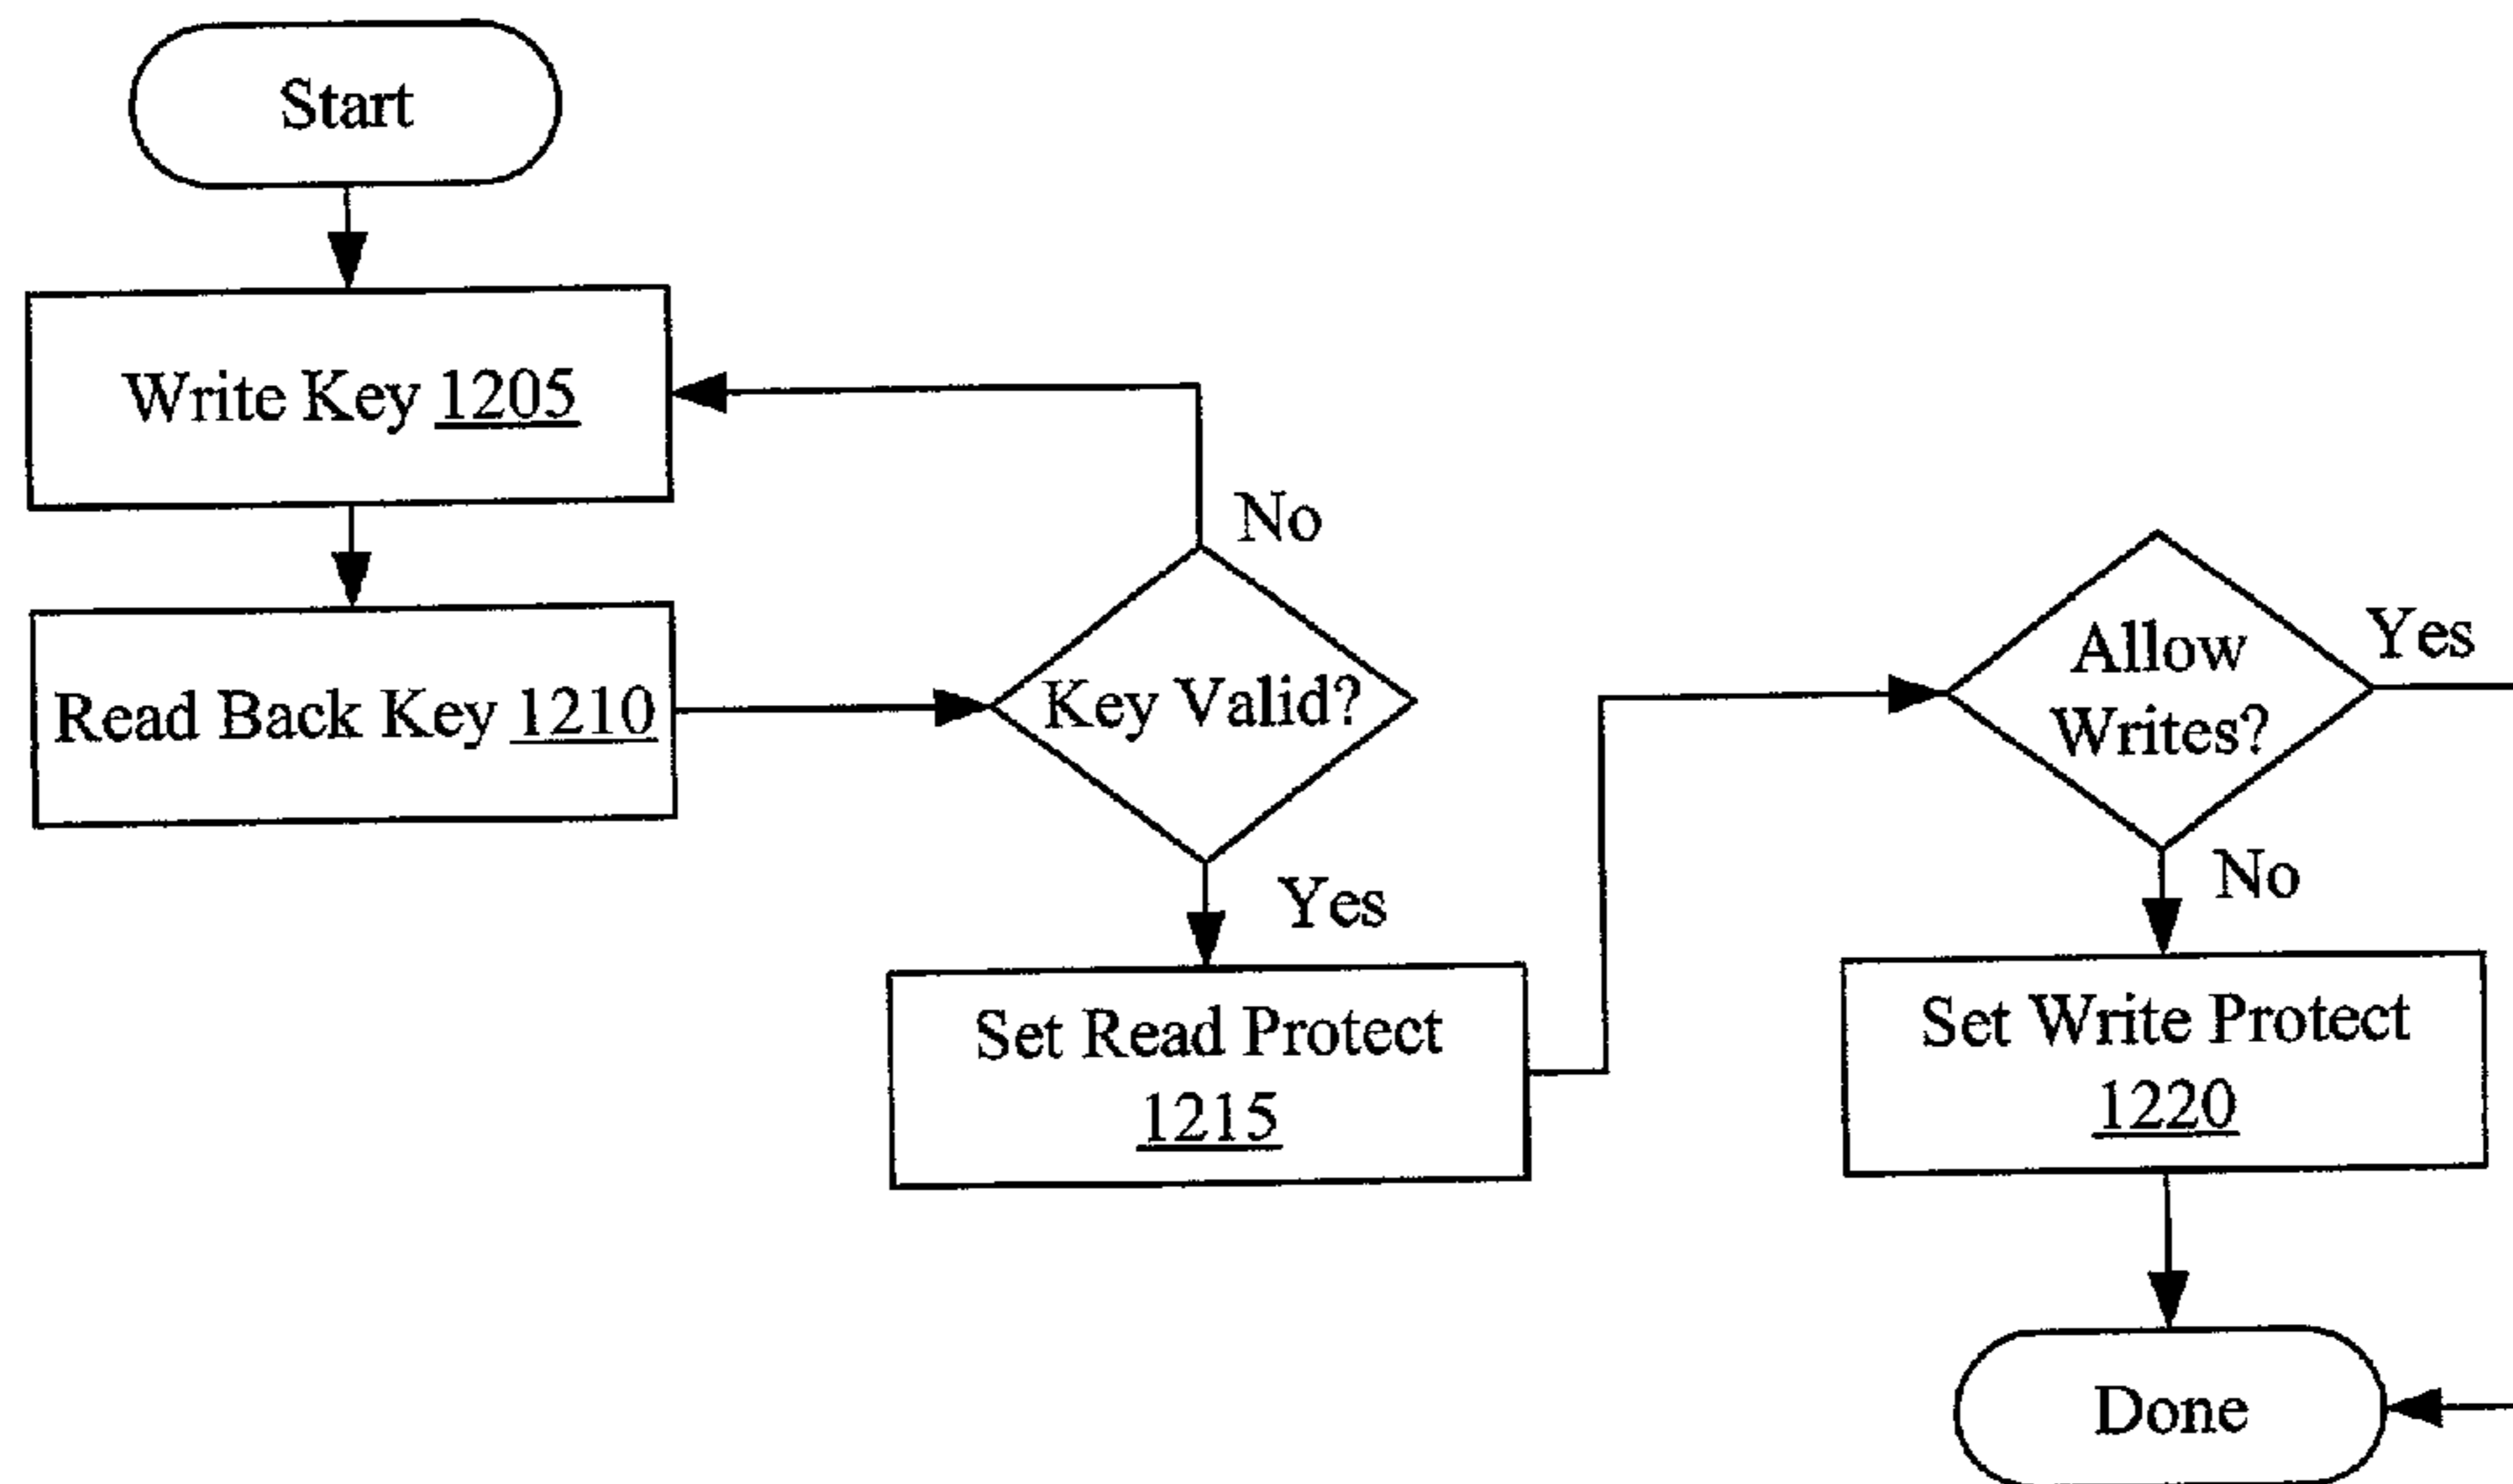 Start
Write Key 1205
No
Read Back Key 1210
Key Valid?
Yes
Set Read Protect
1215
Allow
Writes?
Yes
No
Set Write Protect
1220
Done